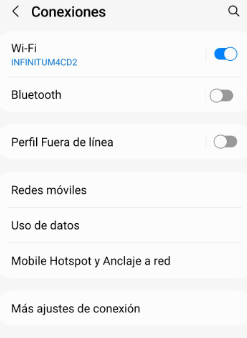 Conexiones
Wi-Fi
INFINITUM4CD2
Bluetooth
Perfil Fuera de línea
Redes móviles
Uso de datos
Mobile Hotspot y Anclaje a red
Más ajustes de conexión